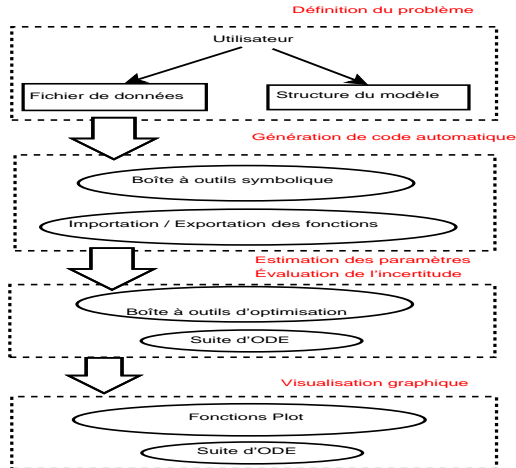 Définition du problème
Utilisateur
Fichier de données
Structure du modèle
Génération de code automatique
Boîte à outils symbolique
Importation / Exportation des fonctions
Estimation des paramètres
Évaluation de l'incertitude
Boîte à outils d'optimisation
Suite d'ODE
Visualisation graphique
Fonctions Plot
Suite d'ODE